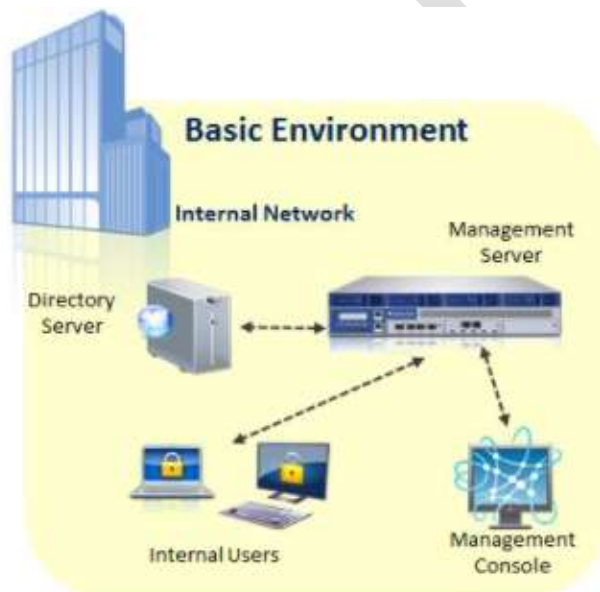 Basic Environment
Internal Network
Management
Server
Directory
Server
Internal Users
Management
Console